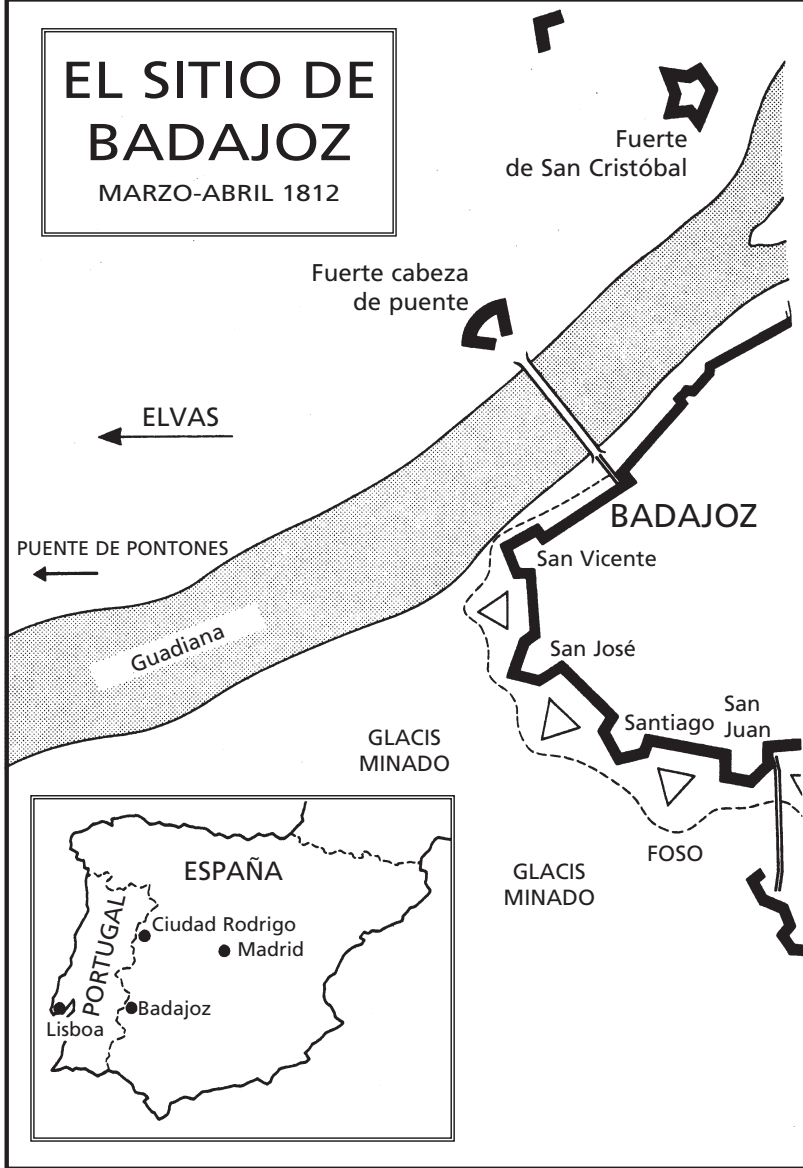 EL SITIO DE
BADAJOZ
MARZO-ABRIL 1812
Fuerte
de San Cristóbal
Fuerte cabeza
de puente
ELVAS
BADAJOZ
PUENTE DE PONTONES
San Vicente
Guadiana
San José
San
Juan
Santiago
GLACIS
MINADO
FOSO
GLACIS
MINADO
ESPAÑA
PORTUGAL
Ciudad Rodrigo
Madrid
Badajoz
Lisboa